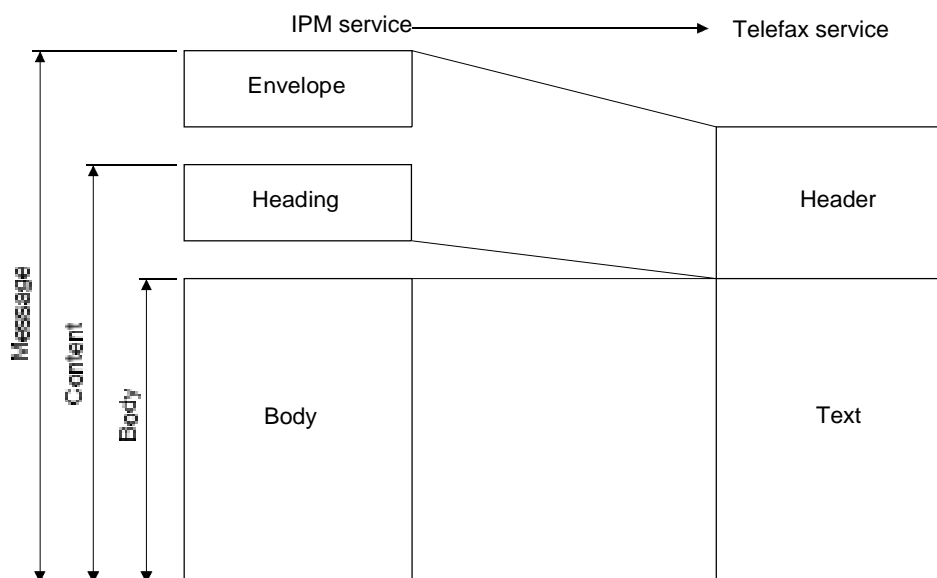 IPM service
Telefax service
Envelope
Heading
Header
Message
Content
Body
Body
Text